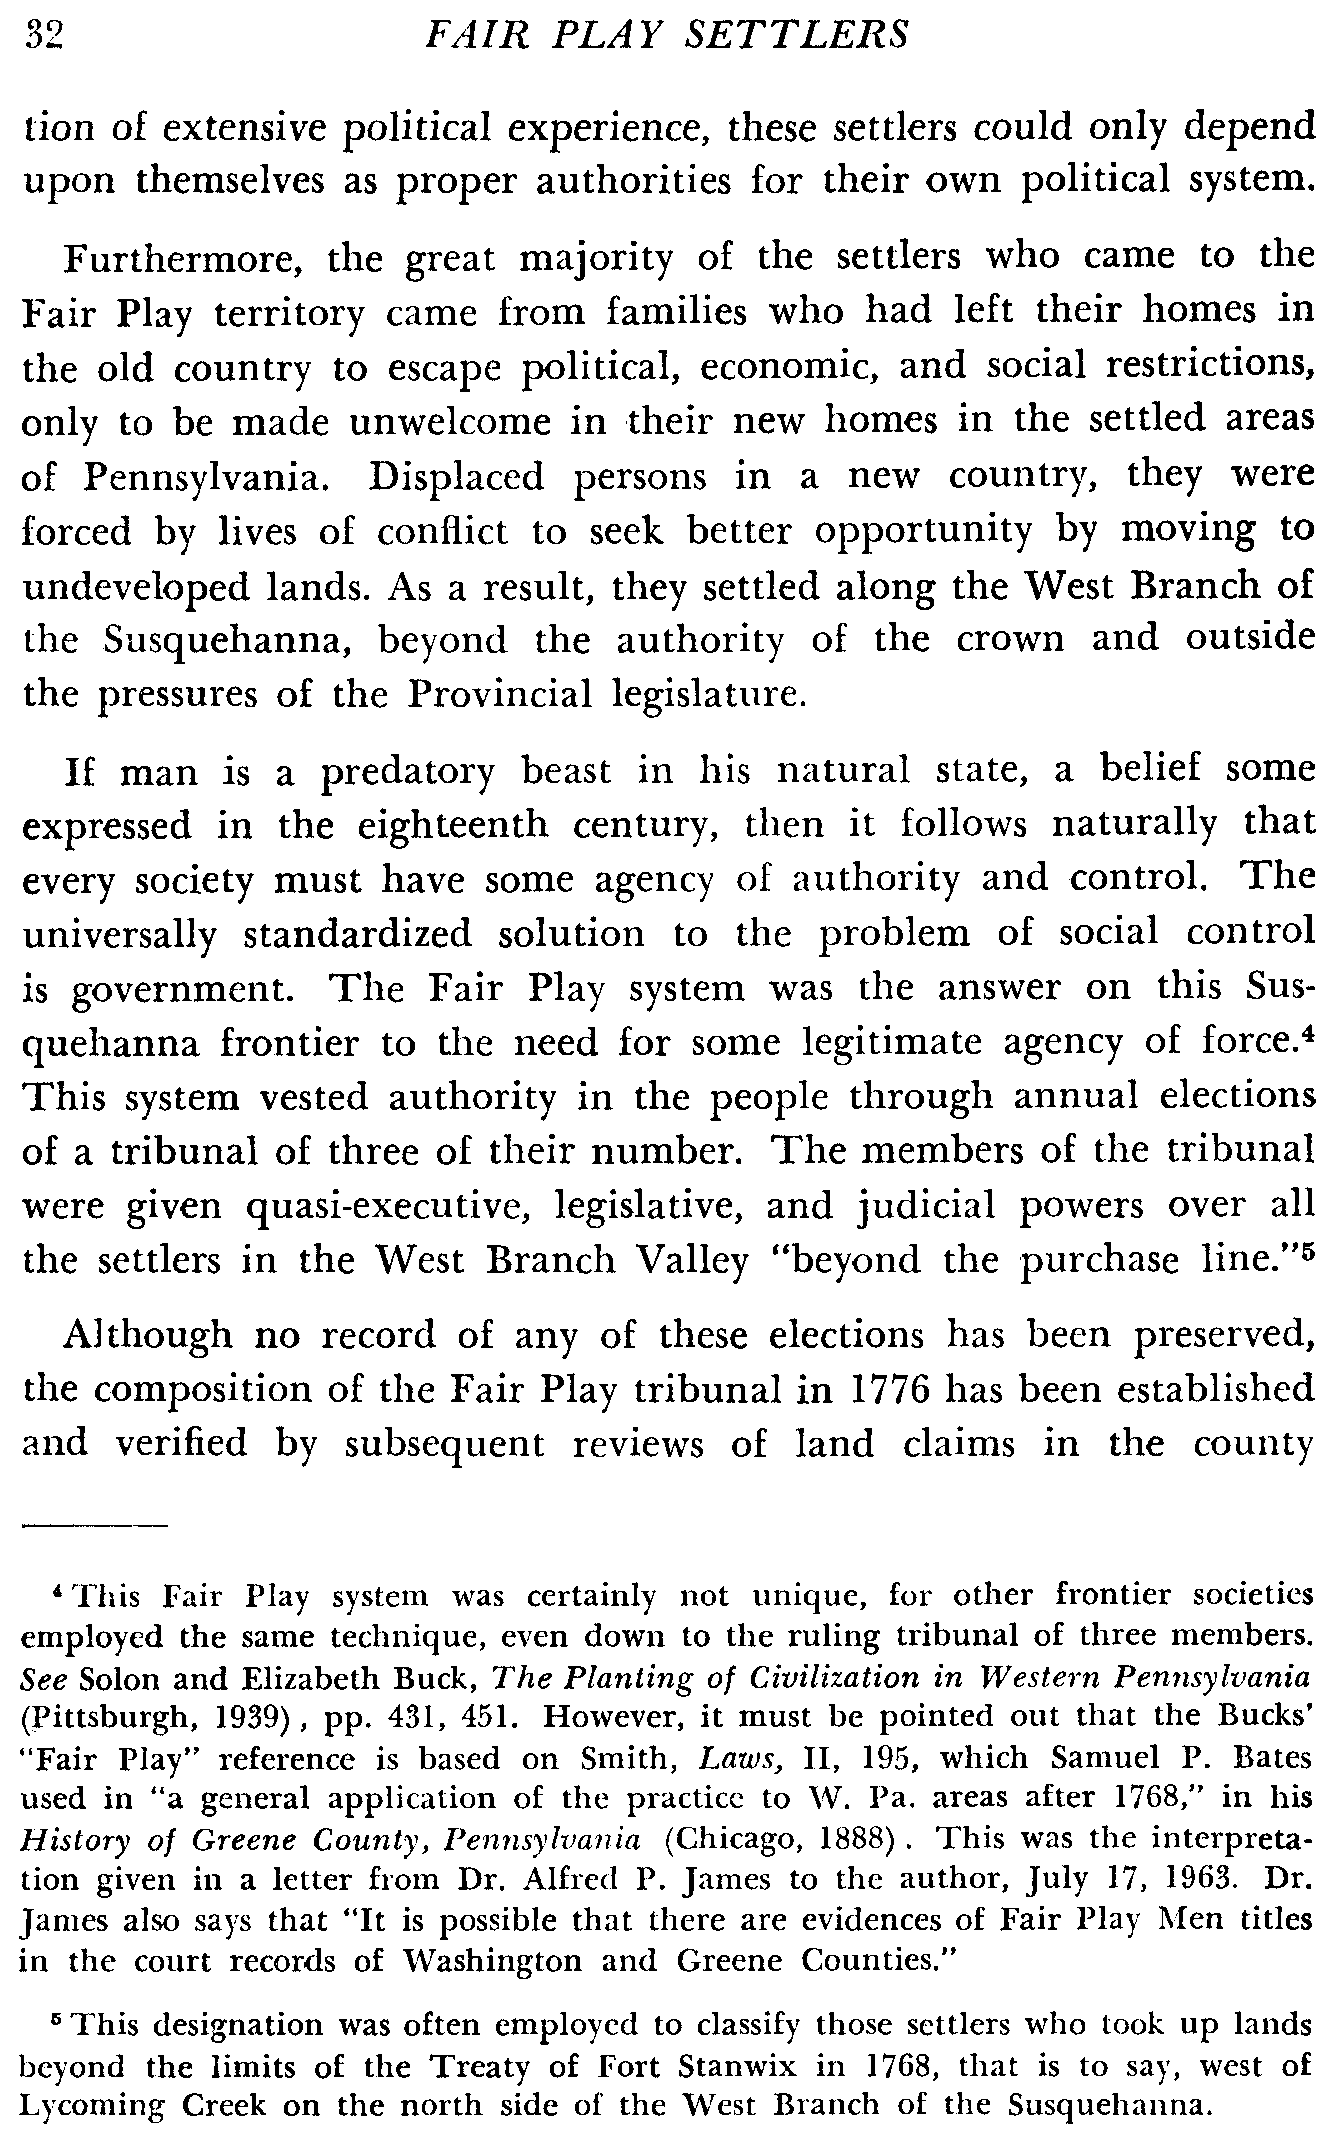 32 FAIR PLAY SETTLERS
tion of extensive political experience, these settlers could only depend
upon themselves as proper authorities for their own political system.
Furthermore, the great majority of the settlers who came to the
Fair Play territory came from families who had left their homes in
the old country to escape political, economic, and social restrictions,
only to be made unwelcome in their new homes in the settled areas
of Pennsylvania. Displaced persons in a new country, they were
forced by lives of conflict to seek better opportunity by moving to
undeveloped lands. As a result, they settled along the West Branch of
the Susquehanna, beyond the authority of the crown and outside
the pressures of the Provincial legislature.
If man is a predatory beast in his natural state, a belief some
expressed in the eighteenth century, then it follows naturally that
every society must have some agency of authority and control. The
universally standardized solution to the problem of social control
is government. The Fair Play system was the answer on this Sus-
quehanna frontier to the need for some legitimate agency of force.⁴
This system vested authority in the people through annual elections
of a tribunal of three of their number. The members of the tribunal
were given quasi-executive, legislative, and judicial powers over all
the settlers in the West Branch Valley “beyond the purchase line.”⁵
Although no record of any of these elections has been preserved,
the composition of the Fair Play tribunal in 1776 has been established
and verified by subsequent reviews of land claims in the county
⁴ This Fair Play system was certainly not unique, for other frontier societies
employed the same technique, even down to the ruling tribunal of three members.
See Solon and Elizabeth Buck, The Planting of Civilization in Western Pennsylvania
(Pittsburgh, 1939), pp. 431, 451. However, it must be pointed out that the Bucks’
“Fair Play” reference is based on Smith, Laws, II, 195, which Samuel P. Bates
used in “a general application of the practice to W. Pa. areas after 1768,” in his
History of Greene County, Pennsylvania (Chicago, 1888). This was the interpreta-
tion given in a letter from Dr. Alfred P. James to the author, July 17, 1963. Dr.
James also says that “It is possible that there are evidences of Fair Play Men titles
in the court records of Washington and Greene Counties.”
⁵ This designation was often employed to classify those settlers who took up lands
beyond the limits of the Treaty of Fort Stanwix in 1768, that is to say, west of
Lycoming Creek on the north side of the West Branch of the Susquehanna.